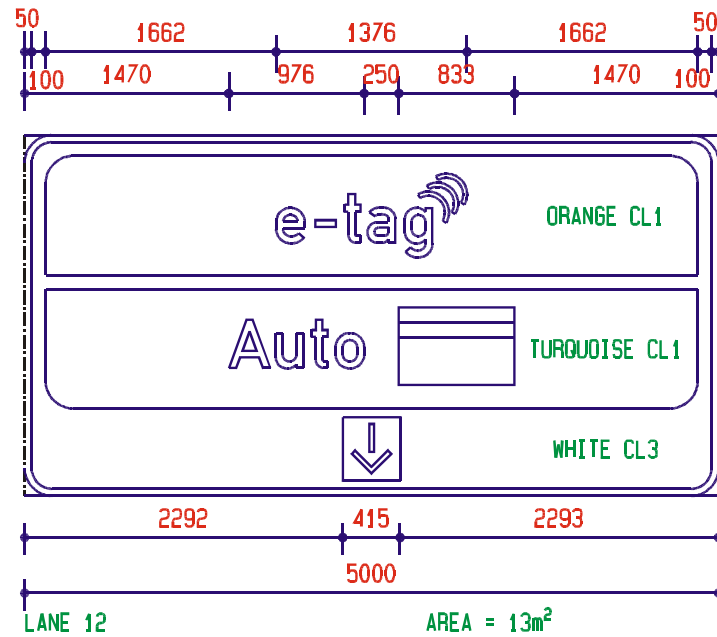 50 1662 1376 1662 50
100 1470 976 250 833 1470 100
e-tag ORANGE CL1
Auto TURQUOISE CL1
WHITE CL3
2292 415 2293
5000
LANE 12 AREA = 13m²